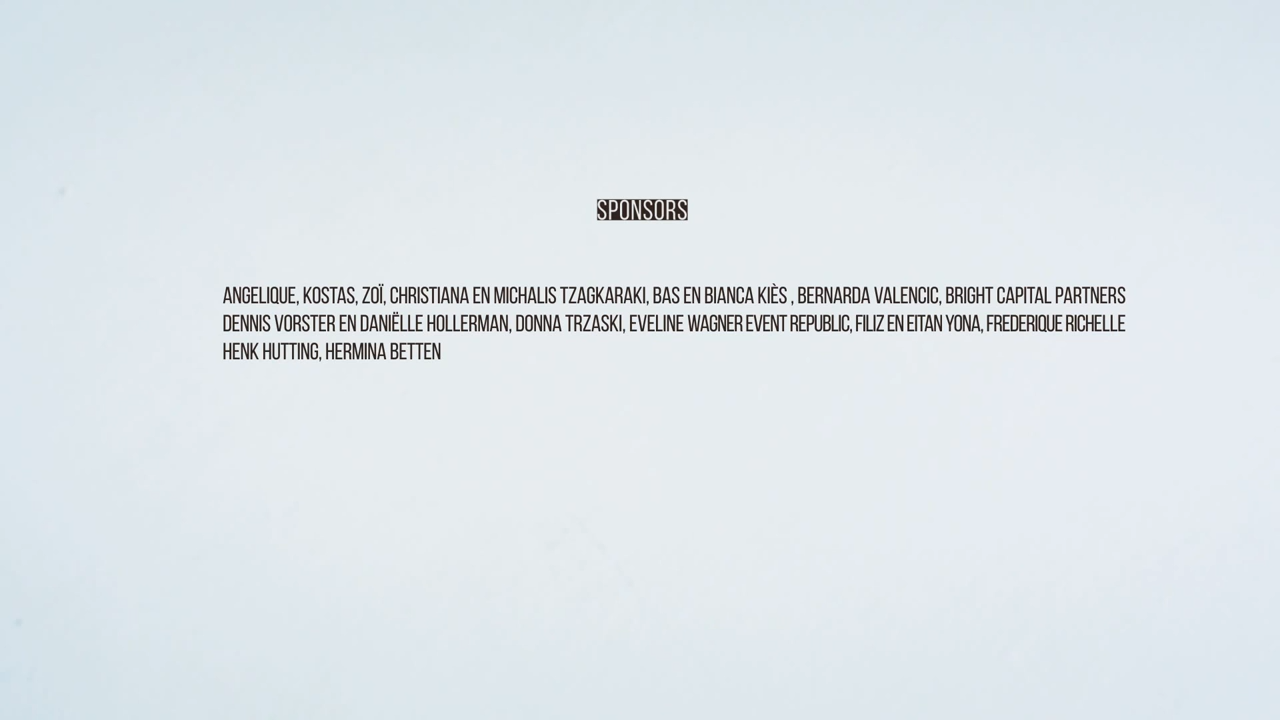 SPONSORS
ANGELIQUE, KOSTAS, ZOÏ, CHRISTIANA EN MICHALIS TZAGKARAKI, BAS EN BIANCA KIÈS , BERNARDA VALENCIC, BRIGHT CAPITAL PARTNERS
DENNIS VORSTER EN DANIËLLE HOLLERMAN, DONNA TRZASKI, EVELINE WAGNER EVENT REPUBLIC, FILIZ EN EITAN YONA, FREDERIQUE RICHELLE
HENK HUTTING, HERMINA BETTEN